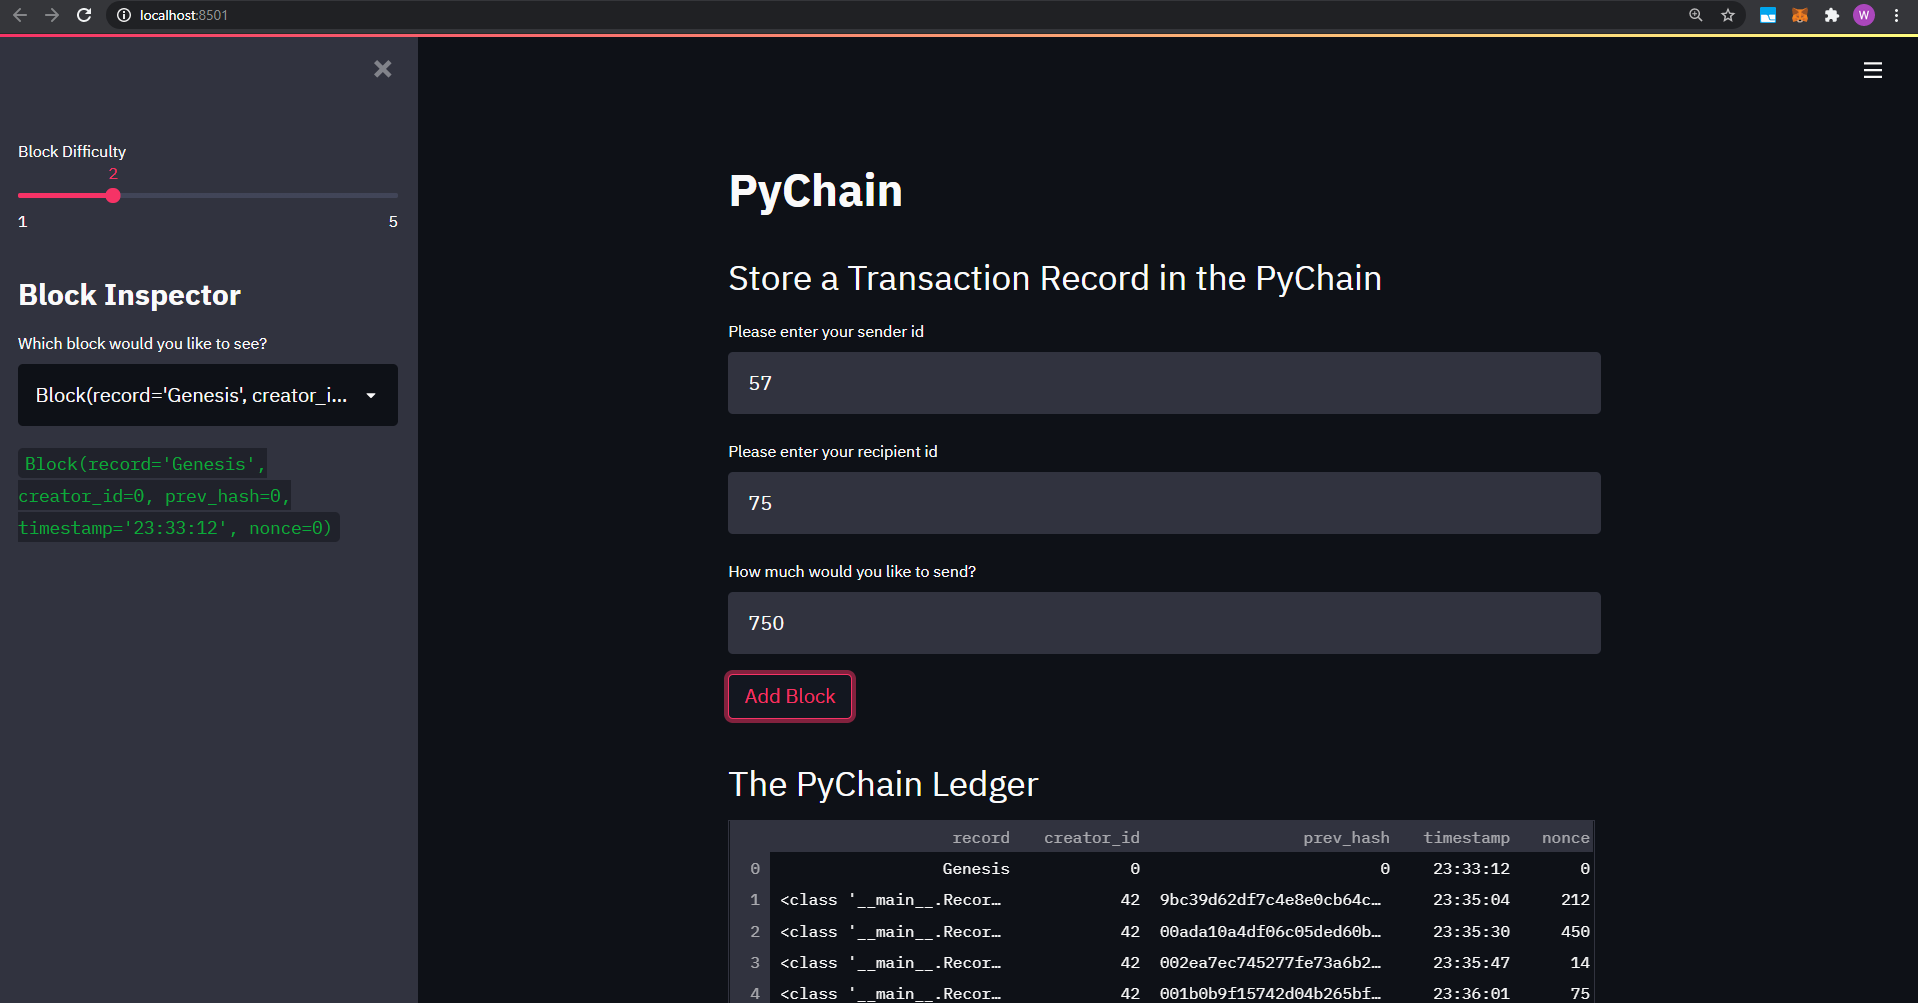 localhost:8501
W
Block Difficulty
2
1 5
Block Inspector
Which block would you like to see?
Block(record='Genesis', creator_i...
Block(record='Genesis',
creator_id=0, prev_hash=0,
timestamp='23:33:12', nonce=0)
PyChain
Store a Transaction Record in the PyChain
Please enter your sender id
57
Please enter your recipient id
75
How much would you like to send?
750
Add Block
The PyChain Ledger
record creator_id prev_hash timestamp nonce
0 Genesis 0 0 23:33:12 0
1 <class '__main__.Recor… 42 9bc39d62df7c4e8e0cb64c… 23:35:04 212
2 <class '__main__.Recor… 42 00ada10a4df06c05ded60b… 23:35:30 450
3 <class '__main__.Recor… 42 002ea7ec745277fe73a6b2… 23:35:47 14
4 <class '__main__.Recor… 42 001b0b9f15742d04b265bf… 23:36:01 75